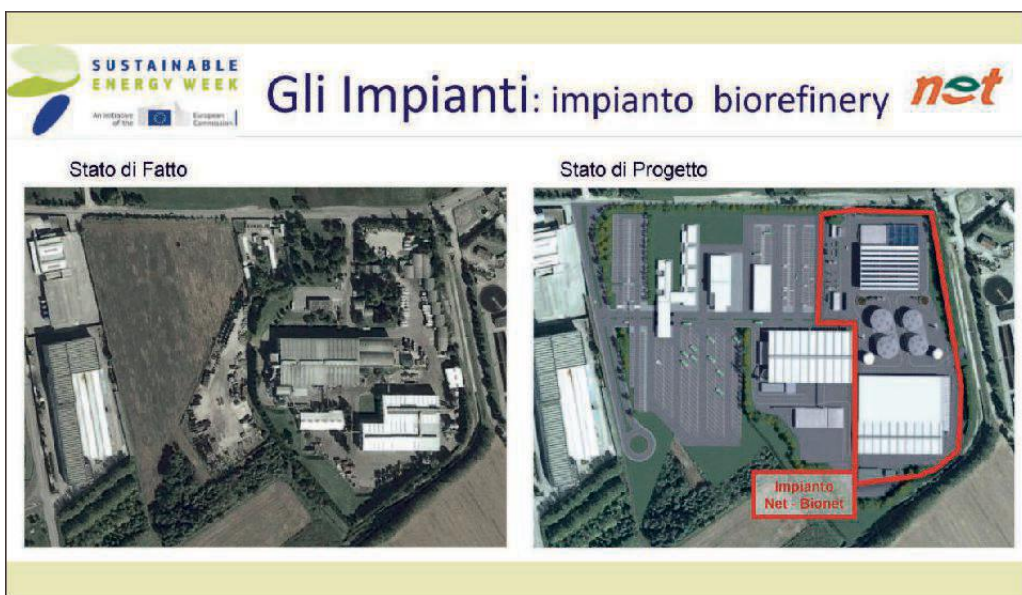 SUSTAINABLE
ENERGY WEEK
An initiative
of the
European
Commission
Gli Impianti: impianto biorefinery
net
Stato di Fatto
Stato di Progetto
Impianto
Net - Bionet